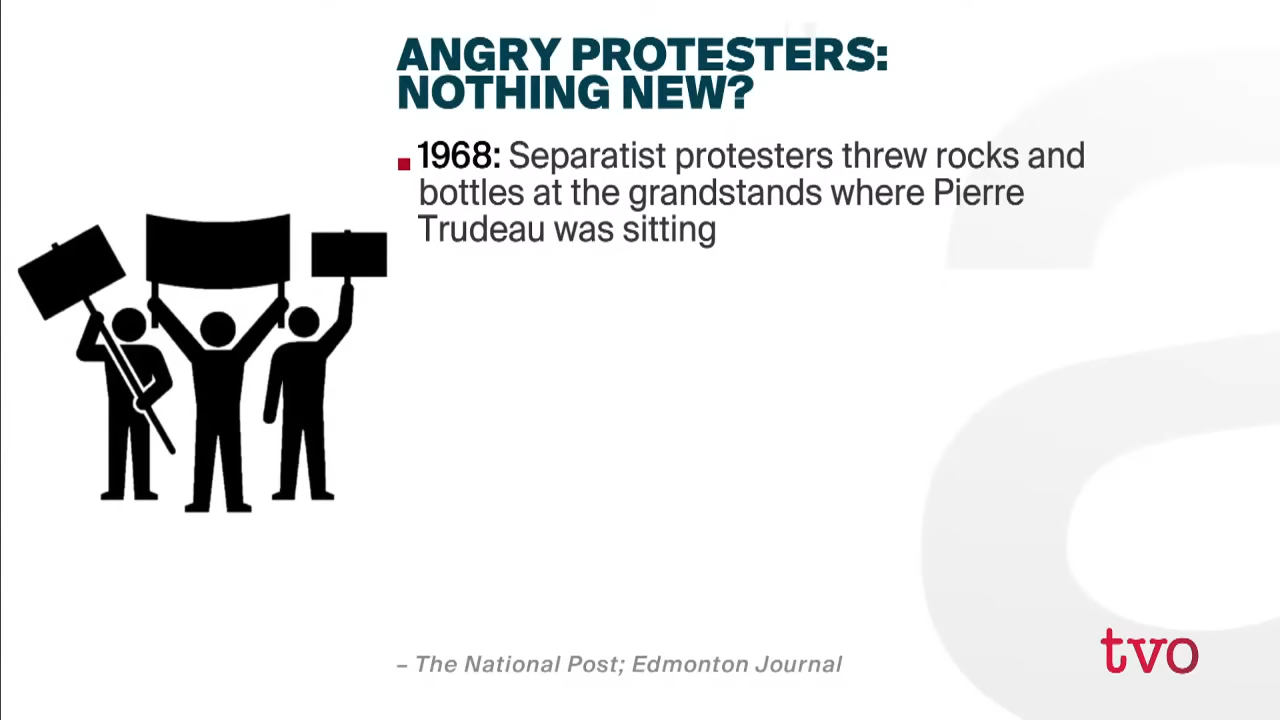 ANGRY PROTESTERS:
NOTHING NEW?
1968: Separatist protesters threw rocks and
bottles at the grandstands where Pierre
Trudeau was sitting
– The National Post; Edmonton Journal
tvo